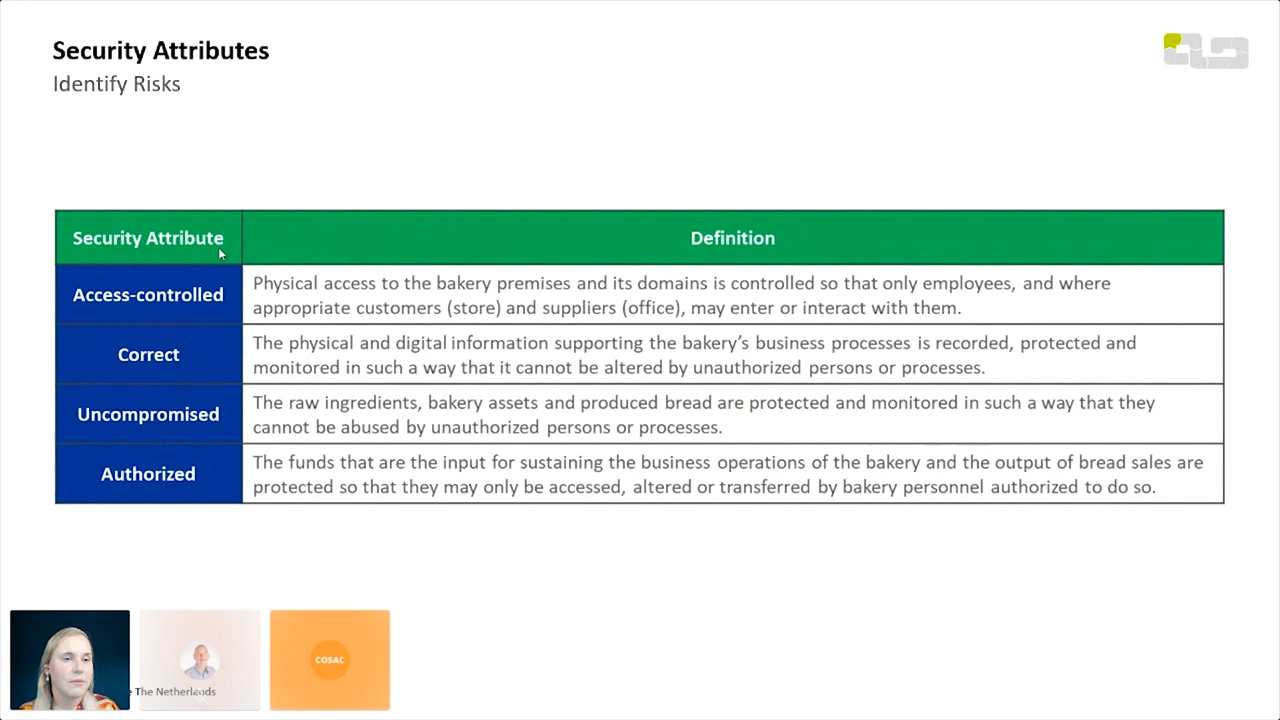 Security Attributes
Identify Risks
Security Attribute
Definition
Access-controlled
Physical access to the bakery premises and its domains is controlled so that only employees, and where
appropriate customers (store) and suppliers (office), may enter or interact with them.
Correct
The physical and digital information supporting the bakery’s business processes is recorded, protected and
monitored in such a way that it cannot be altered by unauthorized persons or processes.
Uncompromised
The raw ingredients, bakery assets and produced bread are protected and monitored in such a way that they
cannot be abused by unauthorized persons or processes.
Authorized
The funds that are the input for sustaining the business operations of the bakery and the output of bread sales are
protected so that they may only be accessed, altered or transferred by bakery personnel authorized to do so.
COSAC
The Netherlands